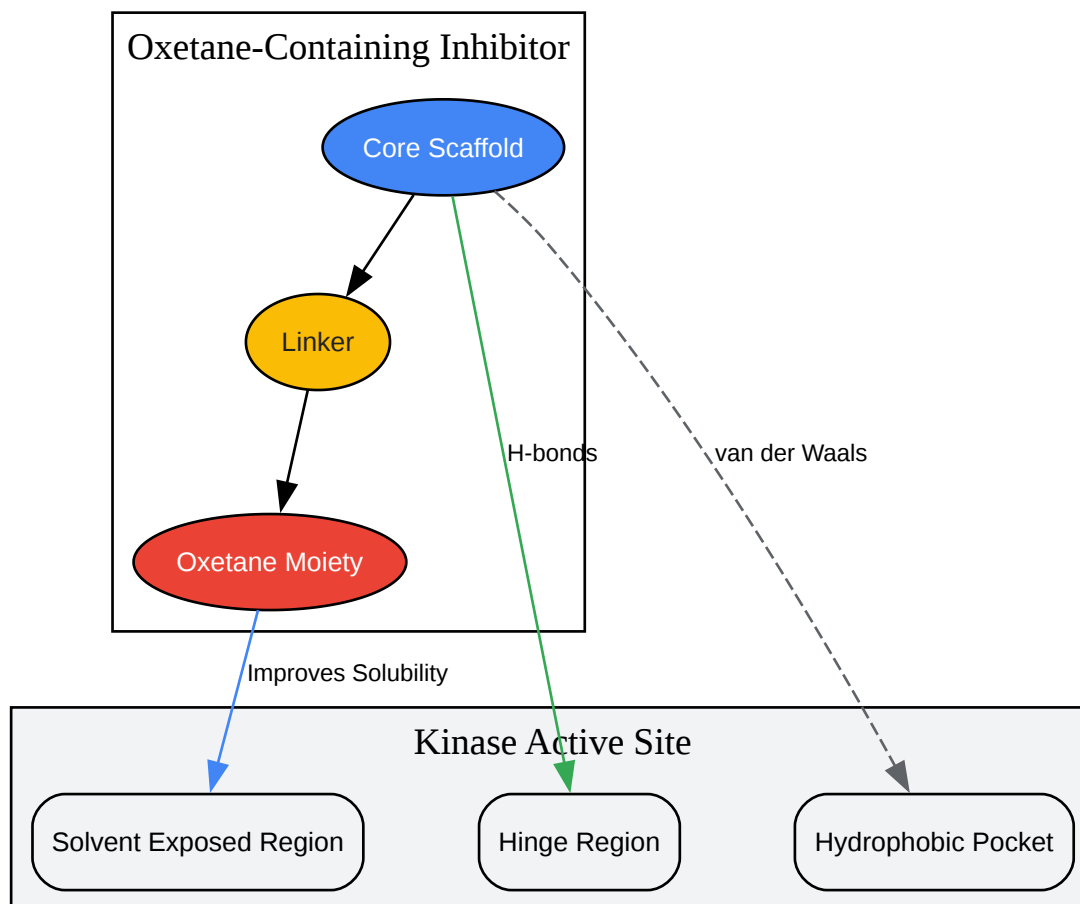 Oxetane-Containing Inhibitor
Core Scaffold
Linker
H-bonds
van der Waals
Oxetane Moiety
Improves Solubility
Kinase Active Site
Solvent Exposed Region
Hinge Region
Hydrophobic Pocket